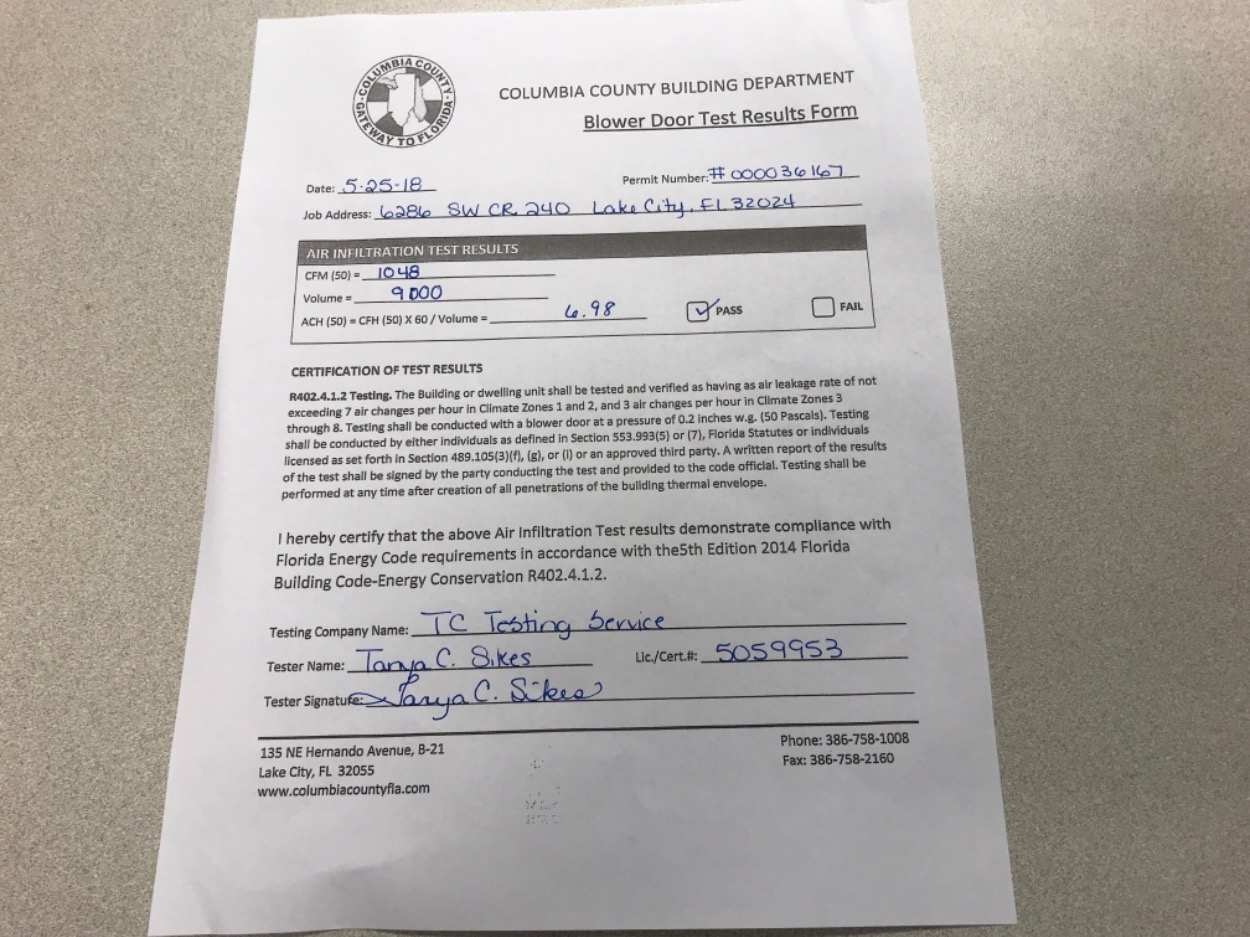 COLUMBIA COUNTY
GATEWAY TO FLORIDA
COLUMBIA COUNTY BUILDING DEPARTMENT
Blower Door Test Results Form
Date: 5-25-18 Permit Number: # 000036167
Job Address: 6286 SW CR 240 Lake City, Fl 32024
AIR INFILTRATION TEST RESULTS
CFM (50) = 1048
Volume = 9000
ACH (50) = CFH (50) X 60 / Volume = 6.98 PASS FAIL
CERTIFICATION OF TEST RESULTS
R402.4.1.2 Testing. The Building or dwelling unit shall be tested and verified as having as air leakage rate of not
exceeding 7 air changes per hour in Climate Zones 1 and 2, and 3 air changes per hour in Climate Zones 3
through 8. Testing shall be conducted with a blower door at a pressure of 0.2 inches w.g. (50 Pascals). Testing
shall be conducted by either individuals as defined in Section 553.993(5) or (7), Florida Statutes or individuals
licensed as set forth in Section 489.105(3)(f), (g), or (i) or an approved third party. A written report of the results
of the test shall be signed by the party conducting the test and provided to the code official. Testing shall be
performed at any time after creation of all penetrations of the building thermal envelope.
I hereby certify that the above Air Infiltration Test results demonstrate compliance with
Florida Energy Code requirements in accordance with the5th Edition 2014 Florida
Building Code-Energy Conservation R402.4.1.2.
Testing Company Name: TC Testing Service
Tester Name: Tanya C. Sikes Lic./Cert.#: 5059953
Tester Signature: Tanya C. Sikes
135 NE Hernando Avenue, B-21 Phone: 386-758-1008
Lake City, FL 32055 Fax: 386-758-2160
www.columbiacountyfla.com